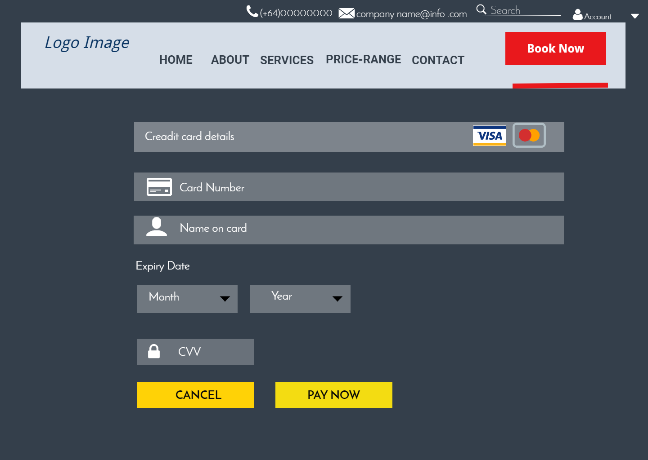 (+64)00000000 company name@info .com Search Account
Logo Image
HOME ABOUT SERVICES PRICE-RANGE CONTACT Book Now
Creadit card details VISA
Card Number
Name on card
Expiry Date
Month Year
CVV
CANCEL PAY NOW